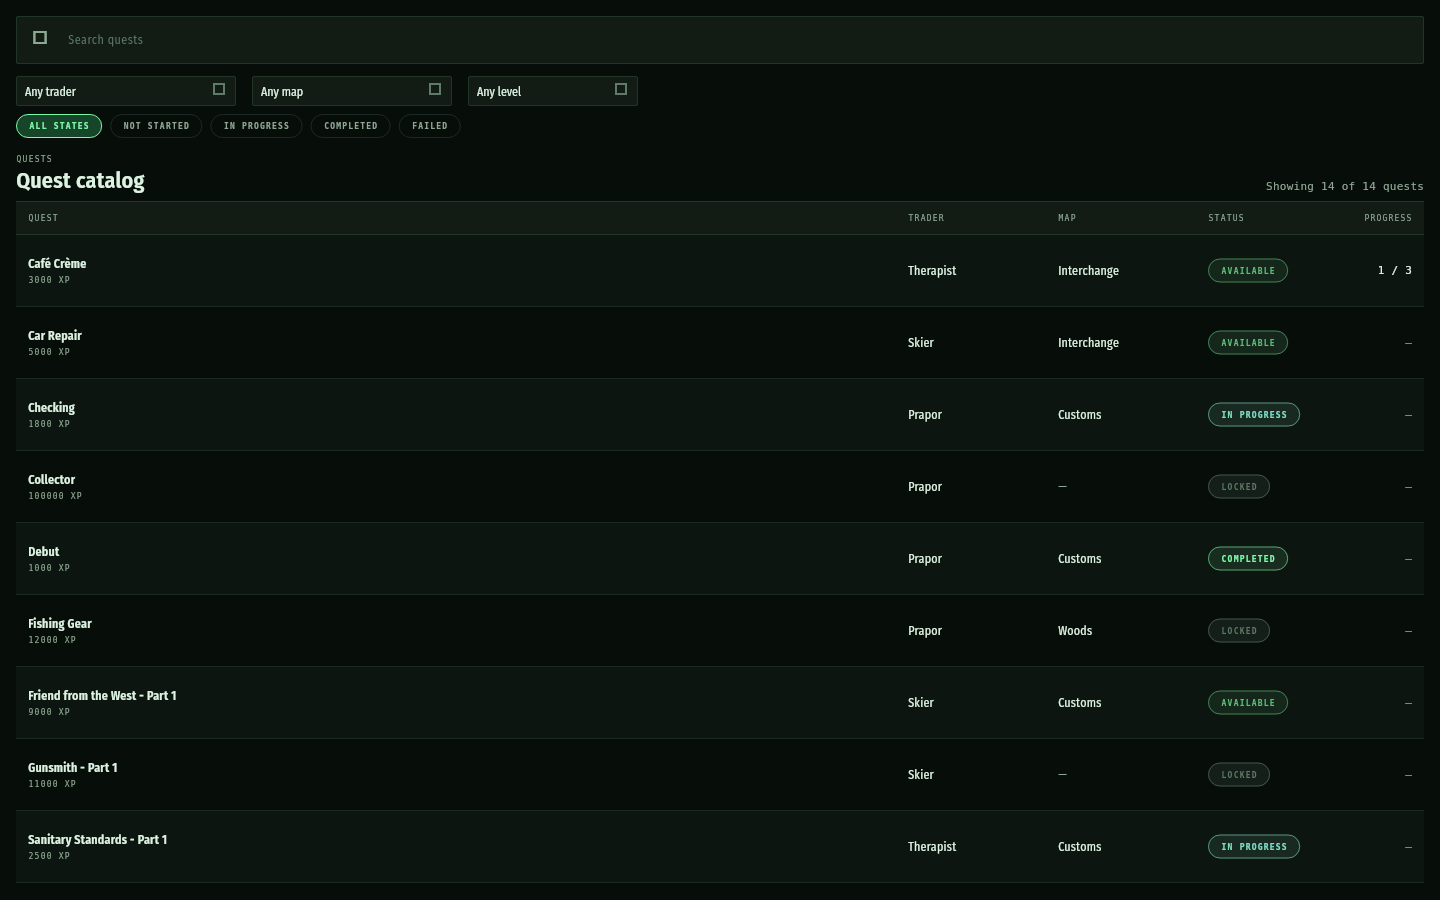 Search quests
Any trader Any map Any level
ALL STATES NOT STARTED IN PROGRESS COMPLETED FAILED
QUESTS
Quest catalog
Showing 14 of 14 quests
QUEST TRADER MAP STATUS PROGRESS
Café Crème
3000 XP
Therapist Interchange AVAILABLE 1 / 3
Car Repair
5000 XP
Skier Interchange AVAILABLE —
Checking
1800 XP
Prapor Customs IN PROGRESS —
Collector
100000 XP
Prapor — LOCKED —
Debut
1000 XP
Prapor Customs COMPLETED —
Fishing Gear
12000 XP
Prapor Woods LOCKED —
Friend from the West - Part 1
9000 XP
Skier Customs AVAILABLE —
Gunsmith - Part 1
11000 XP
Skier — LOCKED —
Sanitary Standards - Part 1
2500 XP
Therapist Customs IN PROGRESS —